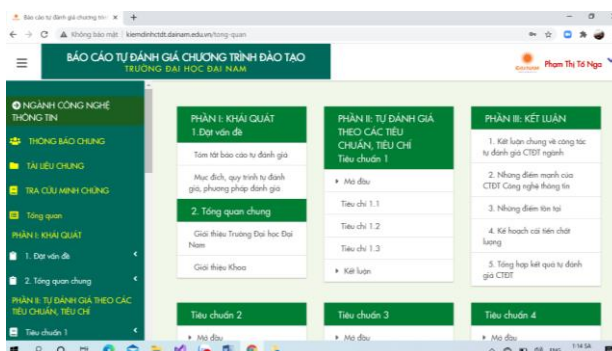 Báo cáo tự đánh giá chương trìn
Không bảo mật | kiemdinhctdt.dainam.edu.vn/tong-quan
BÁO CÁO TỰ ĐÁNH GIÁ CHƯƠNG TRÌNH ĐÀO TẠO
TRƯỜNG ĐẠI HỌC ĐẠI NAM
Phạm Thị Tố Nga
NGÀNH CÔNG NGHỆ
THÔNG TIN
THÔNG BÁO CHUNG
TÀI LIỆU CHUNG
TRA CỨU MINH CHỨNG
Tổng quan
PHẦN I: KHÁI QUÁT
1. Đặt vấn đề
2. Tổng quan chung
PHẦN II: TỰ ĐÁNH GIÁ THEO CÁC
TIÊU CHUẨN, TIÊU CHÍ
Tiêu chuẩn 1
PHẦN I: KHÁI QUÁT
1.Đặt vấn đề
Tóm tắt báo cáo tự đánh giá
Mục đích, quy trình tự đánh
giá, phương pháp đánh giá
2. Tổng quan chung
Giới thiệu Trường Đại học Đại
Nam
Giới thiệu Khoa
PHẦN II: TỰ ĐÁNH GIÁ
THEO CÁC TIÊU
CHUẨN, TIÊU CHÍ
Tiêu chuẩn 1
Mở đầu
Tiêu chí 1.1
Tiêu chí 1.2
Tiêu chí 1.3
Kết luận
PHẦN III: KẾT LUẬN
1. Kết luận chung về công tác
tự đánh giá CTĐT ngành
2. Những điểm mạnh của
CTĐT Công nghệ thông tin
3. Những điểm tồn tại
4. Kế hoạch cải tiến chất
lượng
5. Tổng hợp kết quả tự đánh
giá CTĐT
Tiêu chuẩn 2
Mở đầu
Tiêu chuẩn 3
Mở đầu
Tiêu chuẩn 4
Mở đầu
ENG
1:14 SA